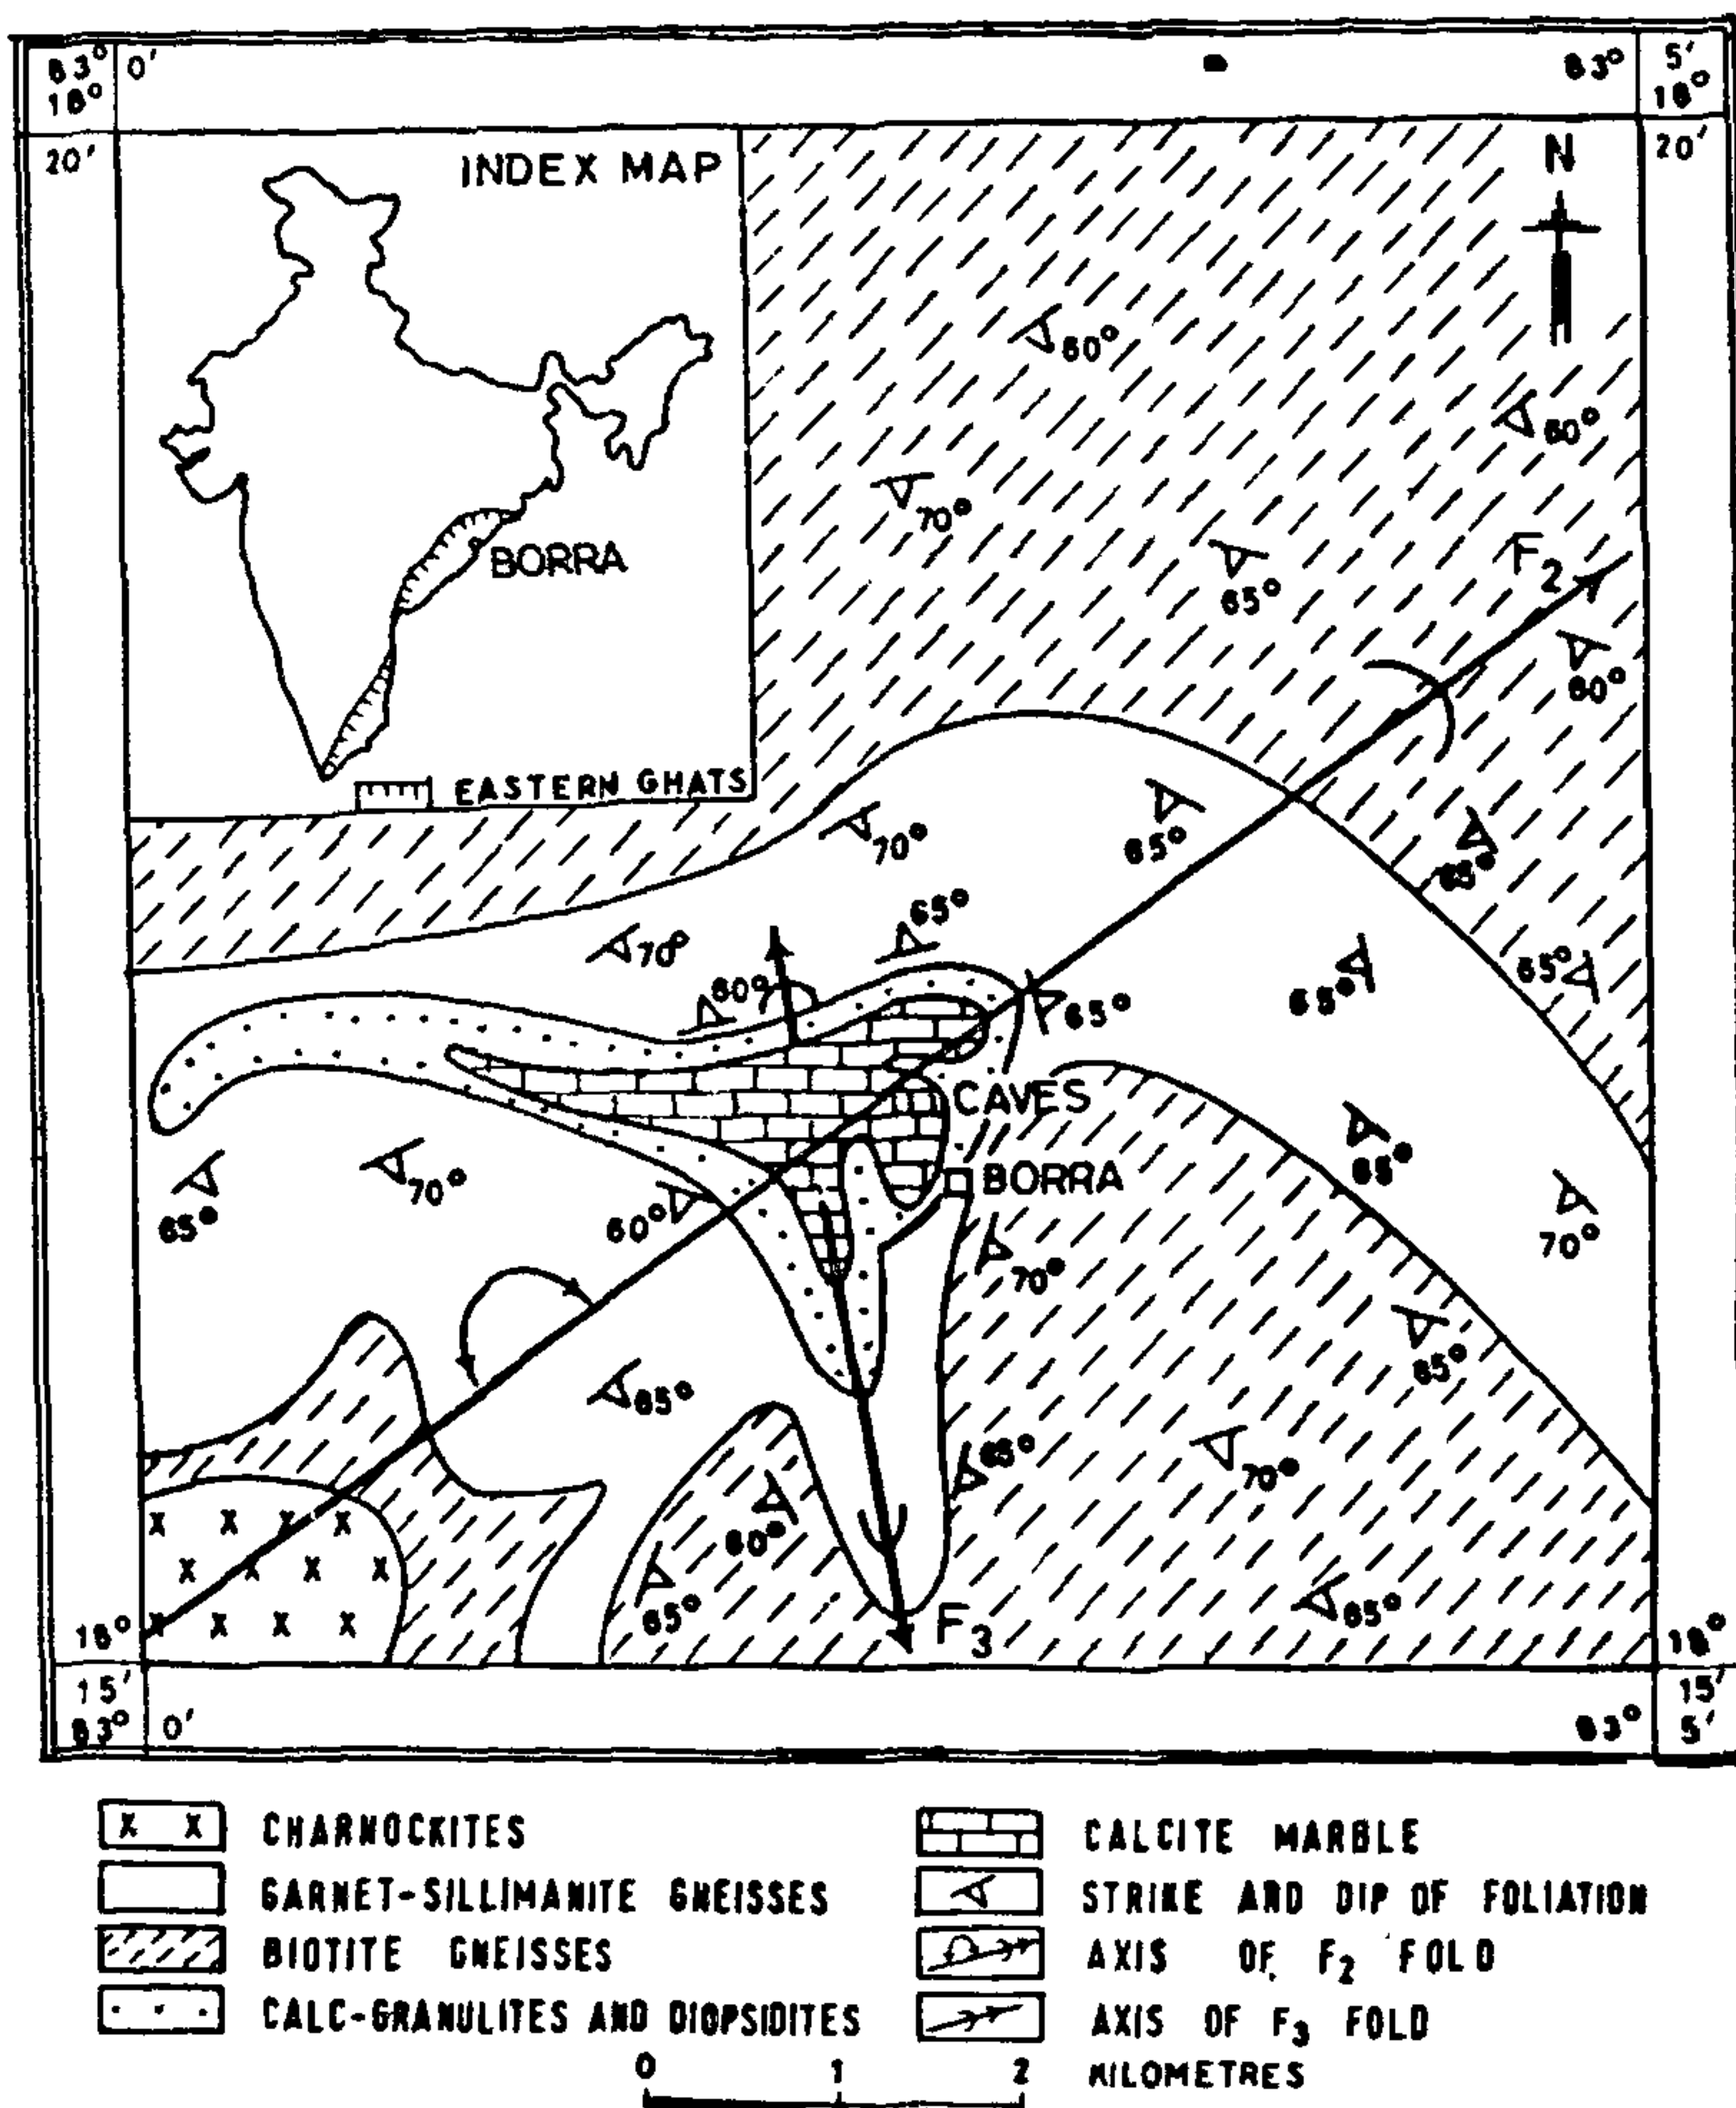 83° 0' 83° 5'
18° 18°
20' 20'
INDEX MAP
N
60°
60°
70°
BORRA
65°
F2
60°
EASTERN GHATS
70°
65°
65°
65°
70°
65°
65°
60°
65°
CAVES
65°
70°
65°
60°
BORRA
70°
70°
65°
65°
65°
70°
60°
65°
65°
F3
18° 18°
15' 15'
83° 0' 83° 5'
X X CHARNOCKITES
GARNET-SILLIMANITE GNEISSES
BIOTITE GNEISSES
CALC-GRANULITES AND DIOPSIDITES
CALCITE MARBLE
STRIKE AND DIP OF FOLIATION
AXIS OF F2 FOLD
AXIS OF F3 FOLD
0 1 2 KILOMETRES